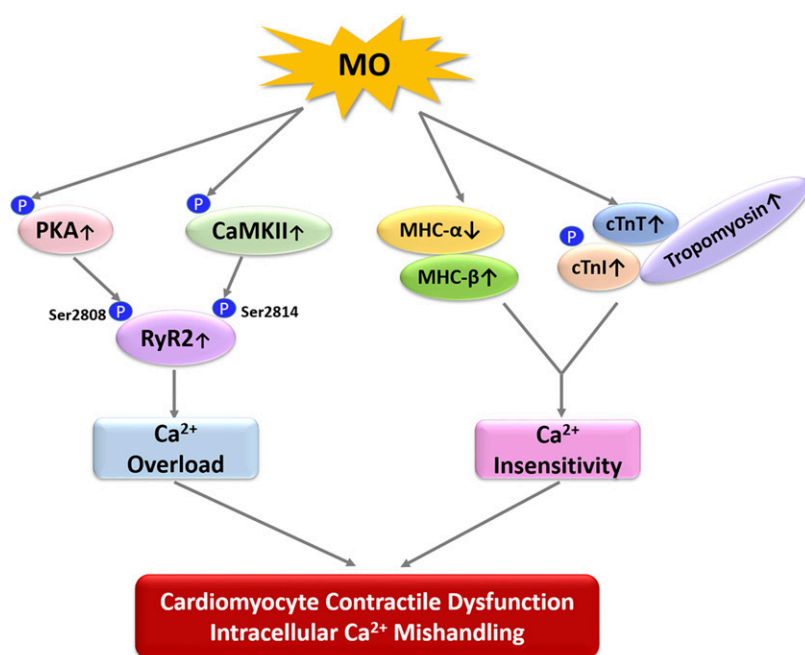 MO
P
P
PKA↑
CaMKII↑
MHC-α↓
MHC-β↑
cTnT↑
P
cTnI↑
Tropomyosin↑
Ser2808
P
P
Ser2814
RyR2↑
Ca²⁺
Overload
Ca²⁺
Insensitivity
Cardiomyocyte Contractile Dysfunction
Intracellular Ca²⁺ Mishandling